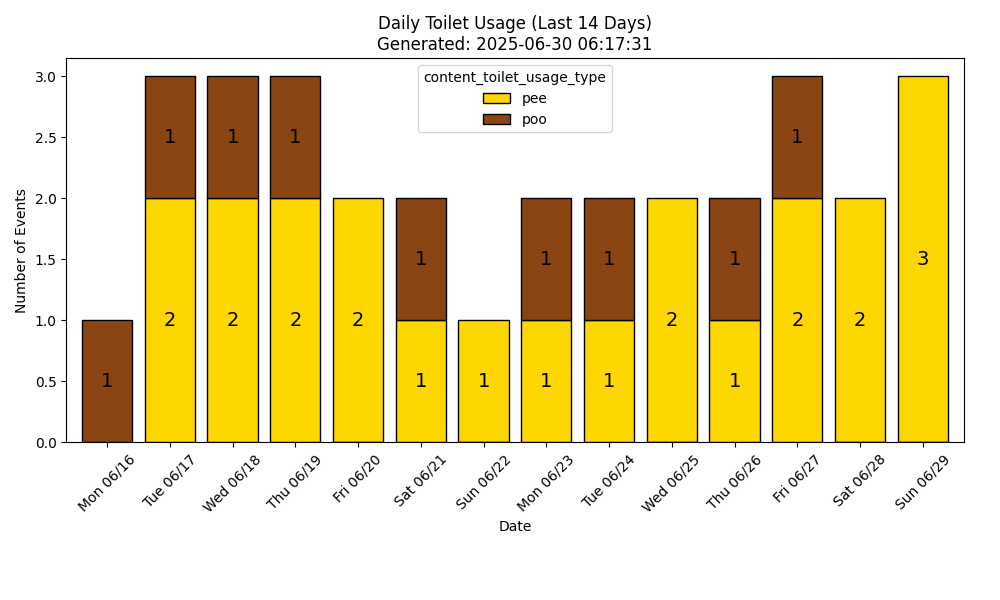 Daily Toilet Usage (Last 14 Days)
Generated: 2025-06-30 06:17:31
content_toilet_usage_type
pee
poo
Number of Events
3.0
2.5
2.0
1.5
1.0
0.5
0.0
1
1 2
1 2
1 2
2
1 1
1
1 1
1 1
2
1 1
1 2
2
3
Mon 06/16
Tue 06/17
Wed 06/18
Thu 06/19
Fri 06/20
Sat 06/21
Sun 06/22
Mon 06/23
Tue 06/24
Wed 06/25
Thu 06/26
Fri 06/27
Sat 06/28
Sun 06/29
Date